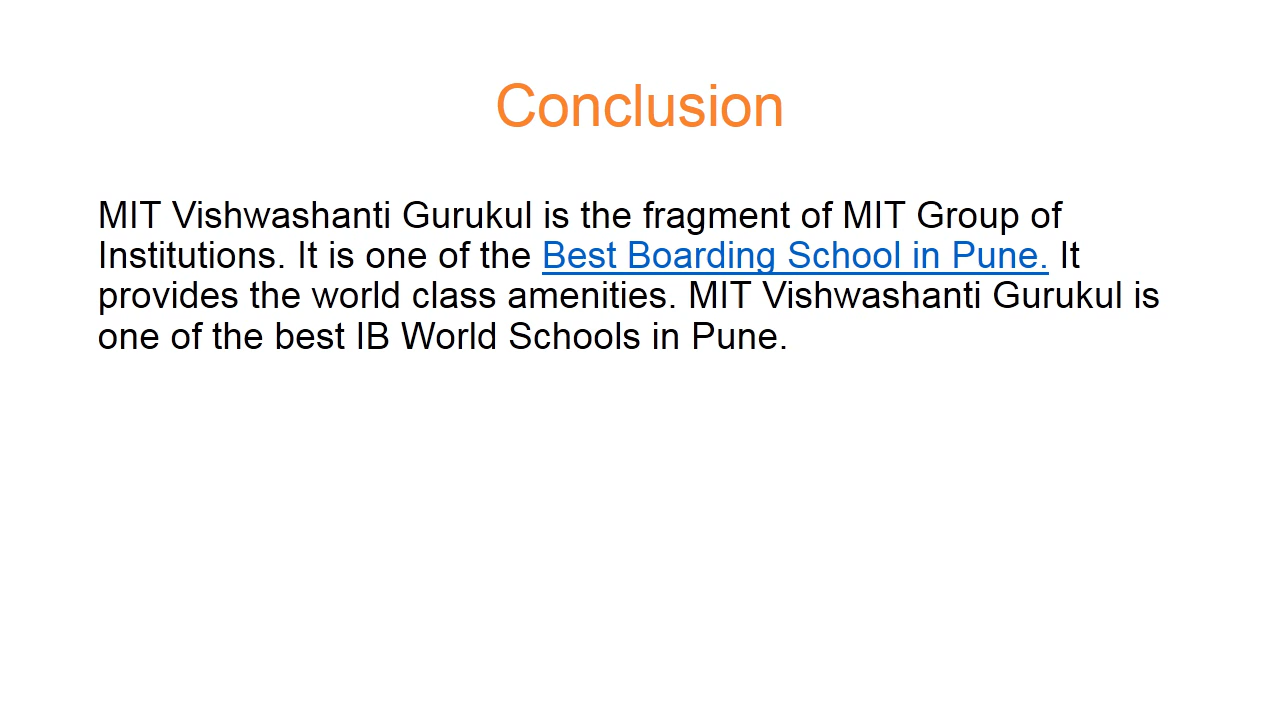 Conclusion
MIT Vishwashanti Gurukul is the fragment of MIT Group of
Institutions. It is one of the Best Boarding School in Pune. It
provides the world class amenities. MIT Vishwashanti Gurukul is
one of the best IB World Schools in Pune.